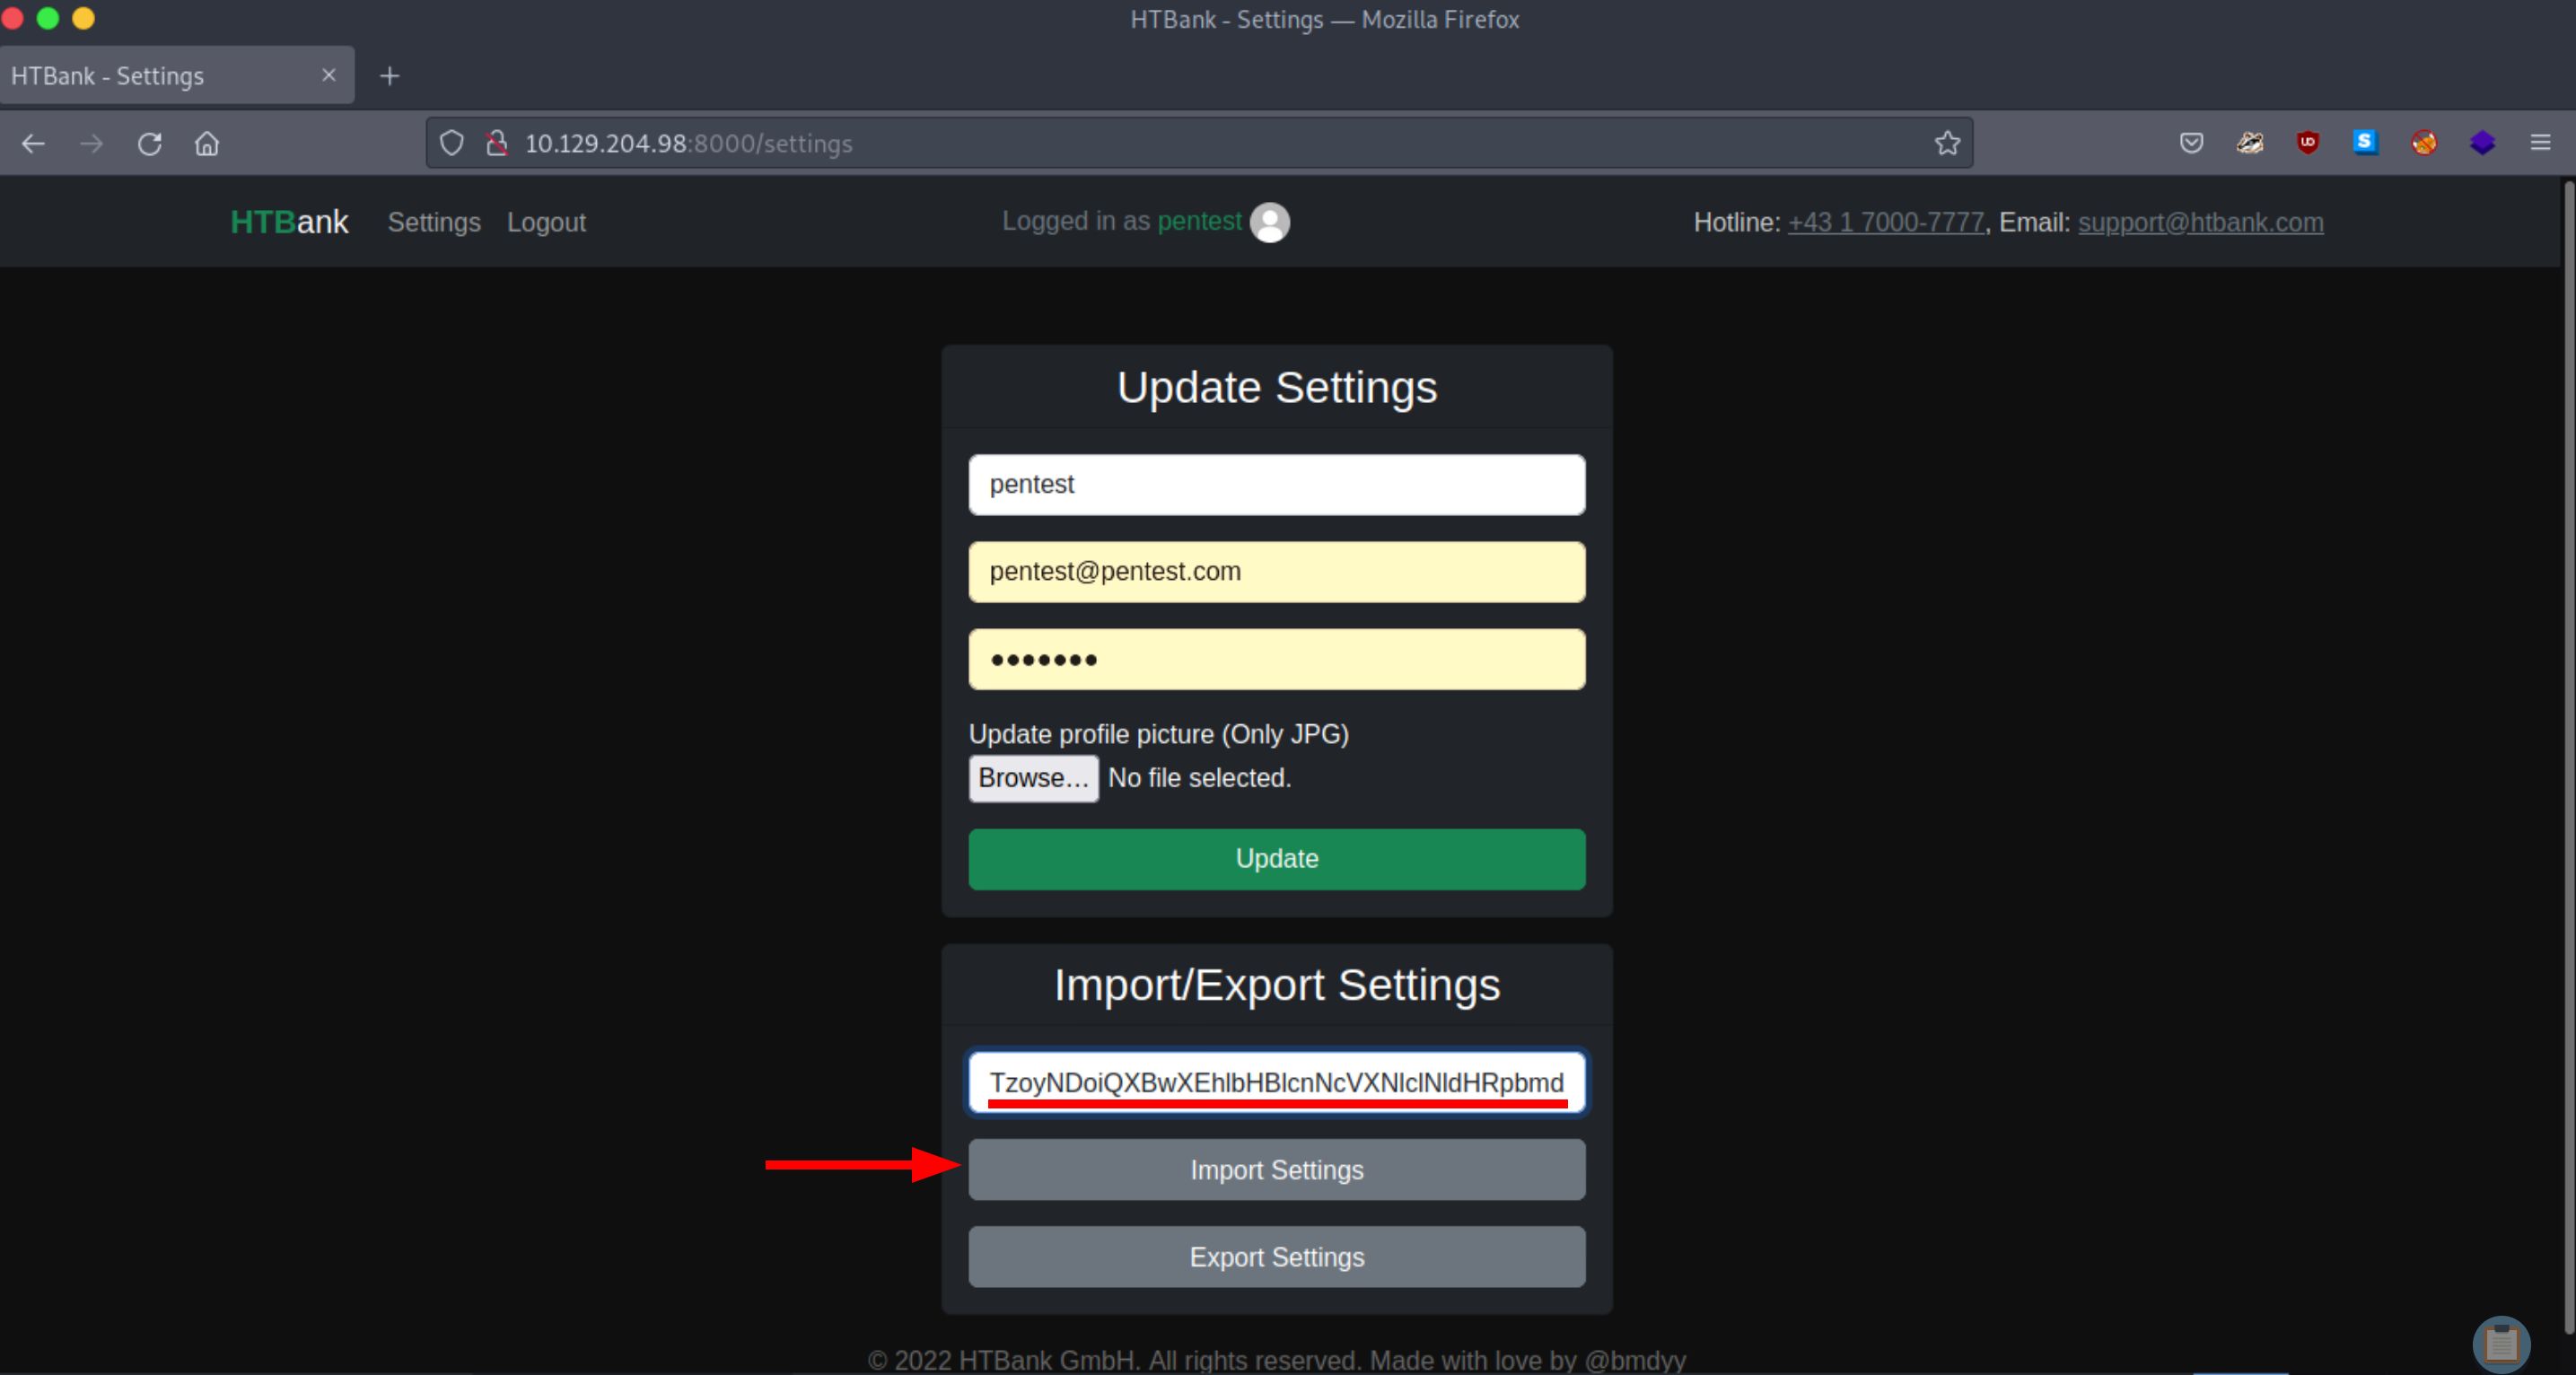 HTBank - Settings — Mozilla Firefox
HTBank - Settings
10.129.204.98:8000/settings
HTBank Settings Logout Logged in as pentest Hotline: +43 1 7000-7777, Email: support@htbank.com
Update Settings
pentest
pentest@pentest.com
•••••••
Update profile picture (Only JPG)
Browse... No file selected.
Update
Import/Export Settings
TzoyNDoiQXBwXEhlbHBlcnNcVXNlclNldHRpbmd
Import Settings
Export Settings
© 2022 HTBank GmbH. All rights reserved. Made with love by @bmdyy